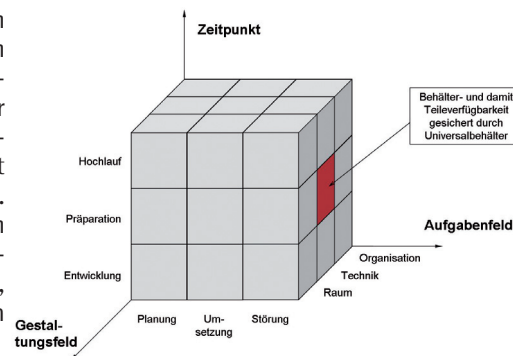 Zeitpunkt
Behälter- und damit
Teileverfügbarkeit
gesichert durch
Universalbehälter
Hochlauf
Präparation
Entwicklung
Aufgabenfeld
Organisation
Technik
Raum
Planung
Um-
setzung
Störung
Gestal-
tungsfeld